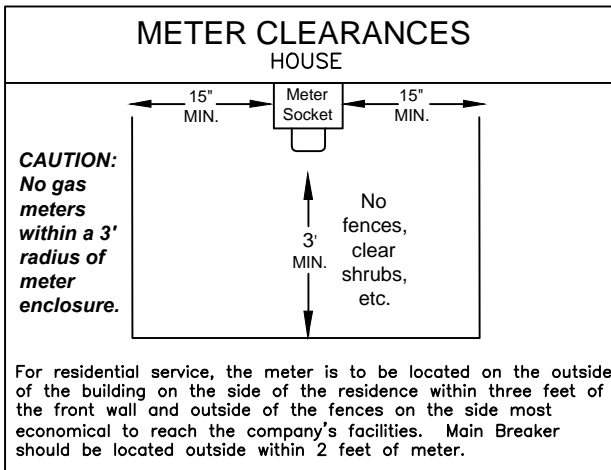 METER CLEARANCES
HOUSE
15"
MIN.
Meter
Socket
15"
MIN.
CAUTION:
No gas
meters
within a 3'
radius of
meter
enclosure.
3'
MIN.
No
fences,
clear
shrubs,
etc.
For residential service, the meter is to be located on the outside
of the building on the side of the residence within three feet of
the front wall and outside of the fences on the side most
economical to reach the company's facilities. Main Breaker
should be located outside within 2 feet of meter.